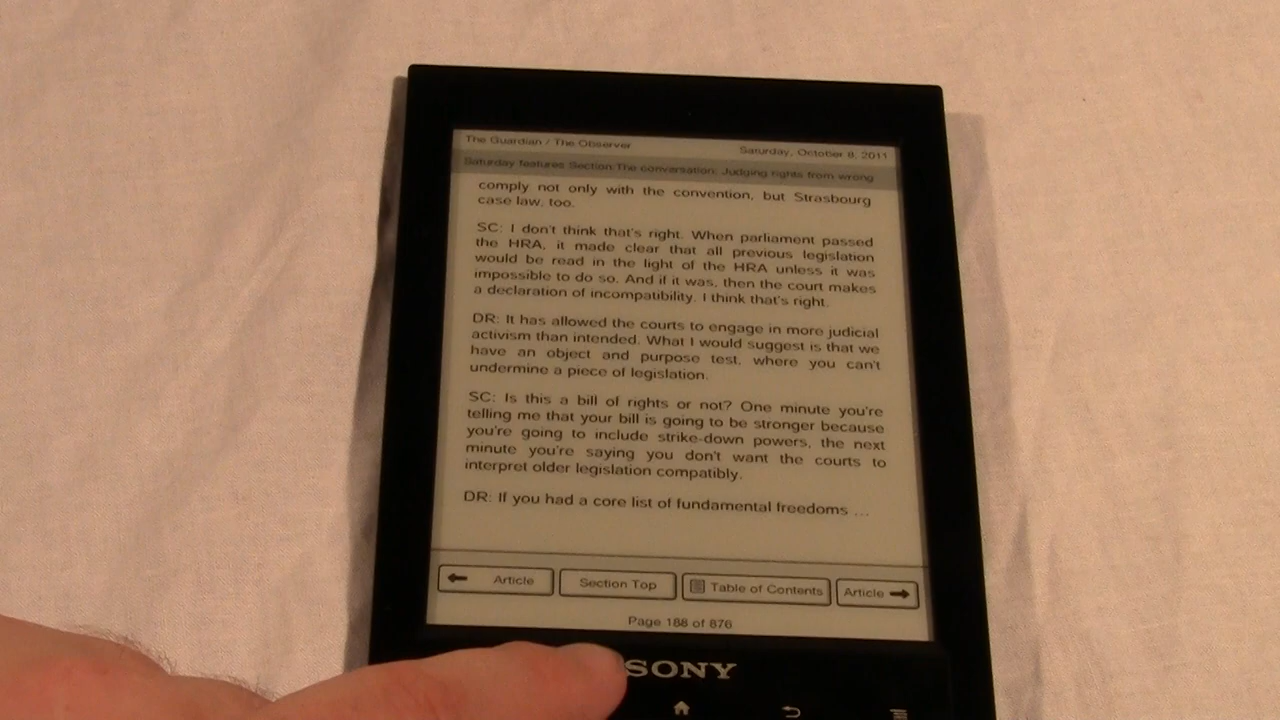 The Guardian / The Observer
Saturday, October 8, 2011
Saturday features Section:The conversation: Judging rights from wrong
comply not only with the convention, but Strasbourg
case law, too.
SC: I don't think that's right. When parliament passed
the HRA, it made clear that all previous legislation
would be read in the light of the HRA unless it was
impossible to do so. And if it was, then the court makes
a declaration of incompatibility. I think that's right.
DR: It has allowed the courts to engage in more judicial
activism than intended. What I would suggest is that we
have an object and purpose test, where you can't
undermine a piece of legislation.
SC: Is this a bill of rights or not? One minute you're
telling me that your bill is going to be stronger because
you're going to include strike-down powers, the next
minute you're saying you don't want the courts to
interpret older legislation compatibly.
DR: If you had a core list of fundamental freedoms ...
Article
Section Top
Table of Contents
Article
Page 188 of 876
SONY